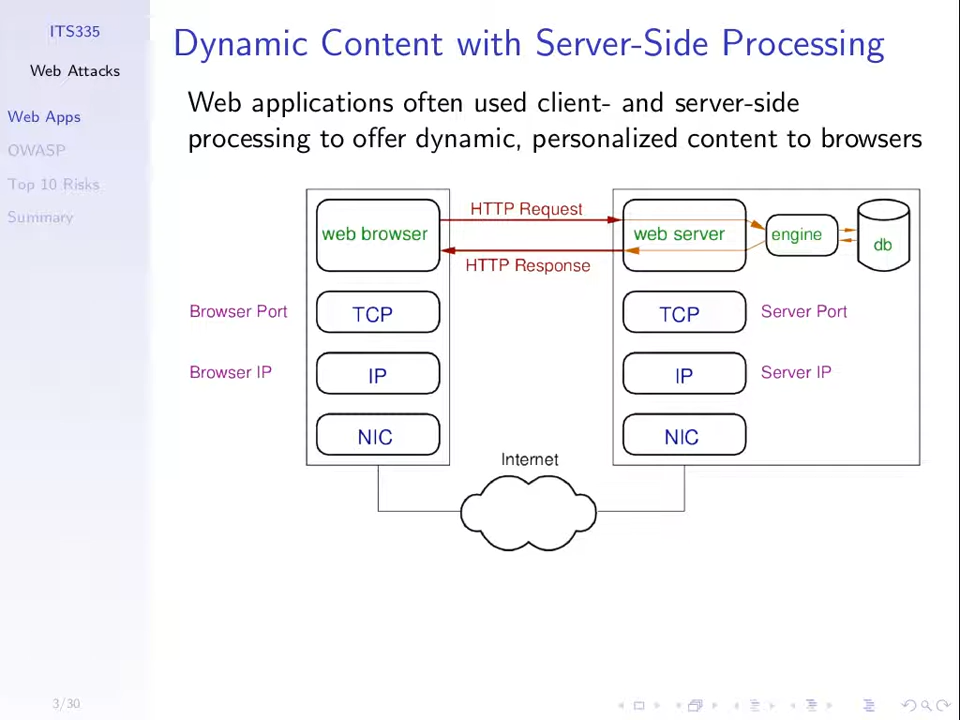 ITS335
Web Attacks
Web Apps
OWASP
Top 10 Risks
Summary
Dynamic Content with Server-Side Processing
Web applications often used client- and server-side
processing to offer dynamic, personalized content to browsers
web browser
HTTP Request
HTTP Response
web server
engine
db
Browser Port
TCP
TCP
Server Port
Browser IP
IP
IP
Server IP
NIC
NIC
Internet
3/30